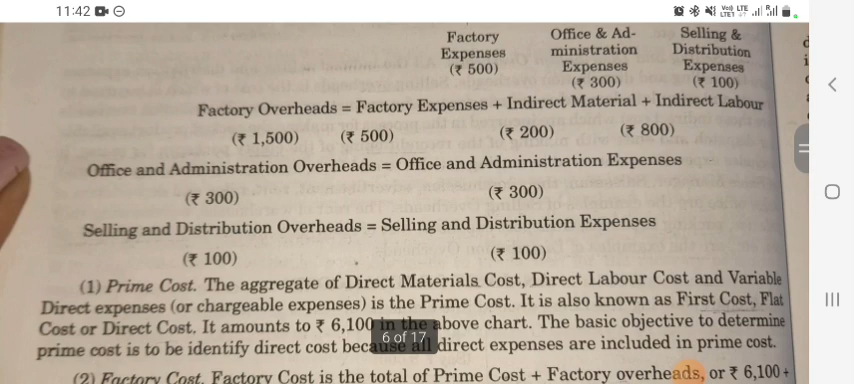 11:42
Vo)) LTE
LTE1
Factory Office & Ad- Selling &
Expenses ministration Distribution
(₹ 500) Expenses Expenses
(₹ 300) (₹ 100)
Factory Overheads = Factory Expenses + Indirect Material + Indirect Labour
(₹ 1,500) (₹ 500) (₹ 200) (₹ 800)
Office and Administration Overheads = Office and Administration Expenses
(₹ 300) (₹ 300)
Selling and Distribution Overheads = Selling and Distribution Expenses
(₹ 100) (₹ 100)
(1) Prime Cost. The aggregate of Direct Materials Cost, Direct Labour Cost and Variable
Direct expenses (or chargeable expenses) is the Prime Cost. It is also known as First Cost, Flat
Cost or Direct Cost. It amounts to ₹ 6,100 in the above chart. The basic objective to determine
prime cost is to be identify direct cost because all direct expenses are included in prime cost.
6 of 17
(2) Factory Cost. Factory Cost is the total of Prime Cost + Factory overheads, or ₹ 6,100 +